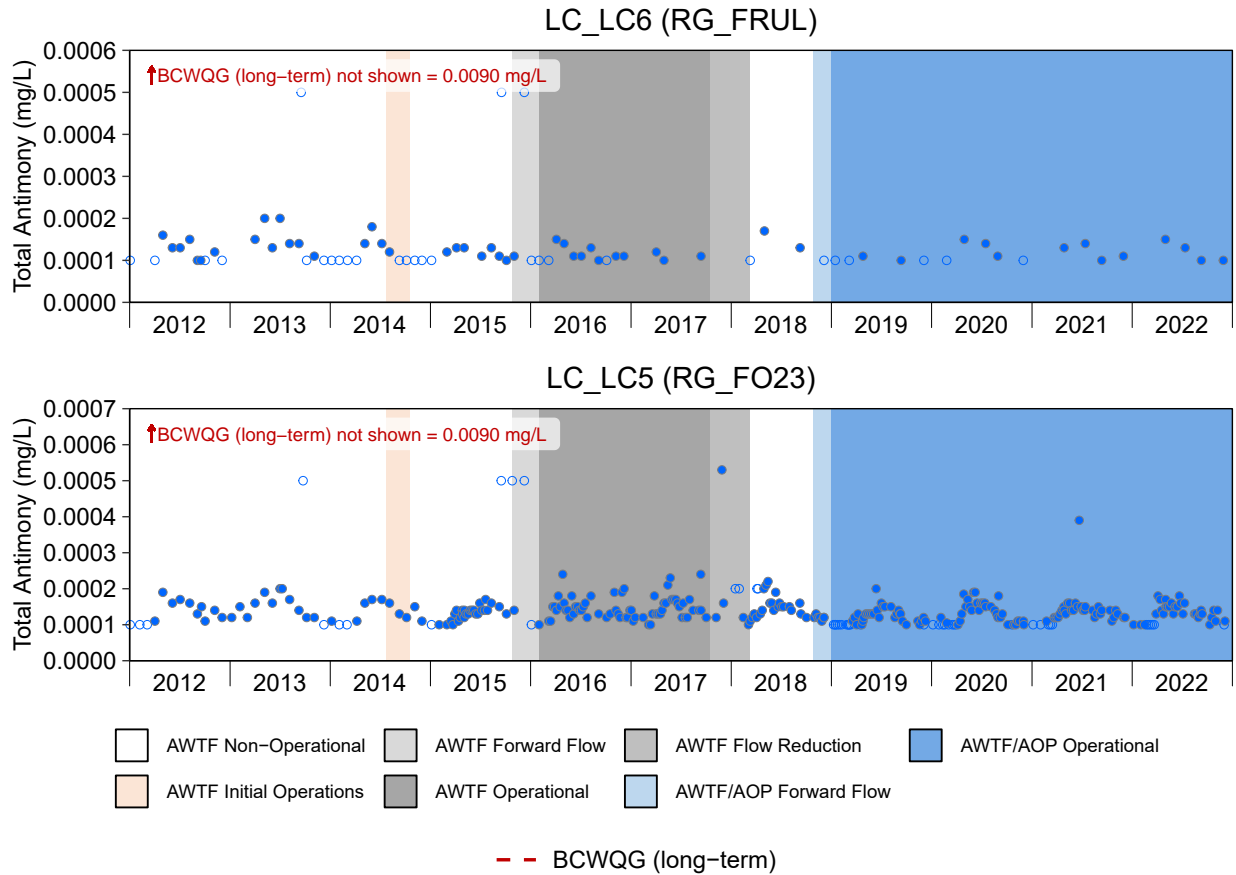 LC_LC6 (RG_FRUL)
Total Antimony (mg/L)
0.0006
0.0005
0.0004
0.0003
0.0002
0.0001
0.0000
BCWQG (long−term) not shown = 0.0090 mg/L
2012 2013 2014 2015 2016 2017 2018 2019 2020 2021 2022
LC_LC5 (RG_FO23)
Total Antimony (mg/L)
0.0007
0.0006
0.0005
0.0004
0.0003
0.0002
0.0001
0.0000
BCWQG (long−term) not shown = 0.0090 mg/L
2012 2013 2014 2015 2016 2017 2018 2019 2020 2021 2022
AWTF Non−Operational AWTF Forward Flow AWTF Flow Reduction AWTF/AOP Operational
AWTF Initial Operations AWTF Operational AWTF/AOP Forward Flow
BCWQG (long−term)